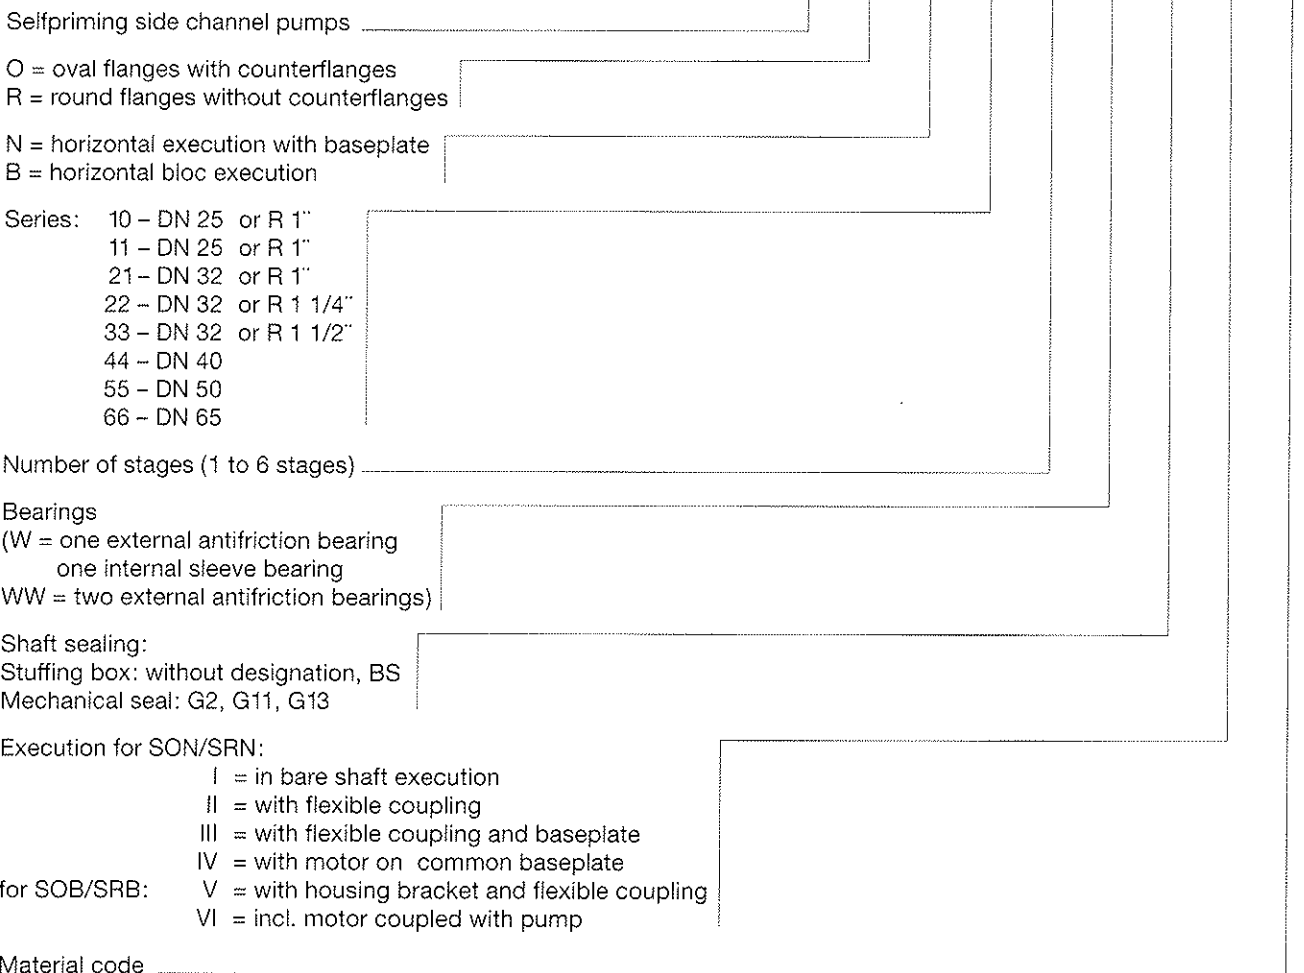 Selfpriming side channel pumps
O = oval flanges with counterflanges
R = round flanges without counterflanges
N = horizontal execution with baseplate
B = horizontal bloc execution
Series: 10 – DN 25 or R 1"
11 – DN 25 or R 1"
21 – DN 32 or R 1"
22 – DN 32 or R 1 1/4"
33 – DN 32 or R 1 1/2"
44 – DN 40
55 – DN 50
66 – DN 65
Number of stages (1 to 6 stages)
Bearings
(W = one external antifriction bearing
one internal sleeve bearing
WW = two external antifriction bearings)
Shaft sealing:
Stuffing box: without designation, BS
Mechanical seal: G2, G11, G13
Execution for SON/SRN:
I = in bare shaft execution
II = with flexible coupling
III = with flexible coupling and baseplate
IV = with motor on common baseplate
for SOB/SRB: V = with housing bracket and flexible coupling
VI = incl. motor coupled with pump
Material code